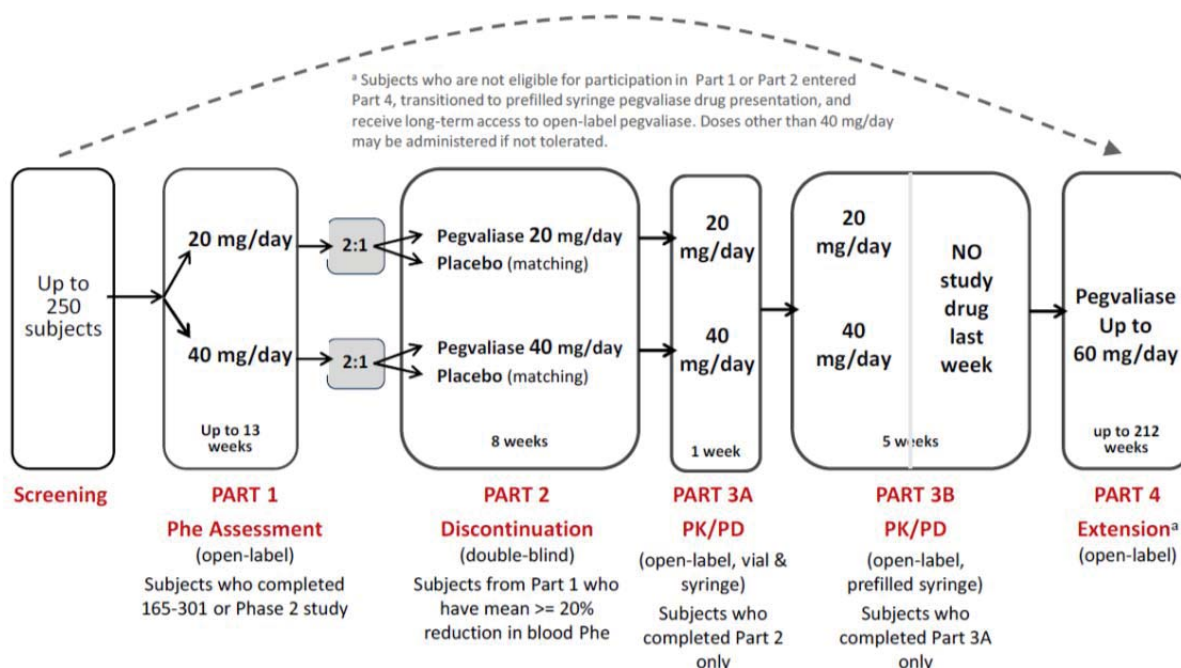 ª Subjects who are not eligible for participation in Part 1 or Part 2 entered
Part 4, transitioned to prefilled syringe pegvaliase drug presentation, and
receive long-term access to open-label pegvaliase. Doses other than 40 mg/day
may be administered if not tolerated.
Up to
250
subjects
Screening
20 mg/day
40 mg/day
Up to 13
weeks
PART 1
Phe Assessment
(open-label)
Subjects who completed
165-301 or Phase 2 study
2:1
2:1
Pegvaliase 20 mg/day
Placebo (matching)
Pegvaliase 40 mg/day
Placebo (matching)
8 weeks
PART 2
Discontinuation
(double-blind)
Subjects from Part 1 who
have mean >= 20%
reduction in blood Phe
20
mg/day
40
mg/day
1 week
PART 3A
PK/PD
(open-label, vial &
syringe)
Subjects who
completed Part 2
only
20
mg/day
40
mg/day
NO
study
drug
last
week
5 weeks
PART 3B
PK/PD
(open-label,
prefilled syringe)
Subjects who
completed Part 3A
only
Pegvaliase
Up to
60 mg/day
up to 212
weeks
PART 4
Extensionª
(open-label)